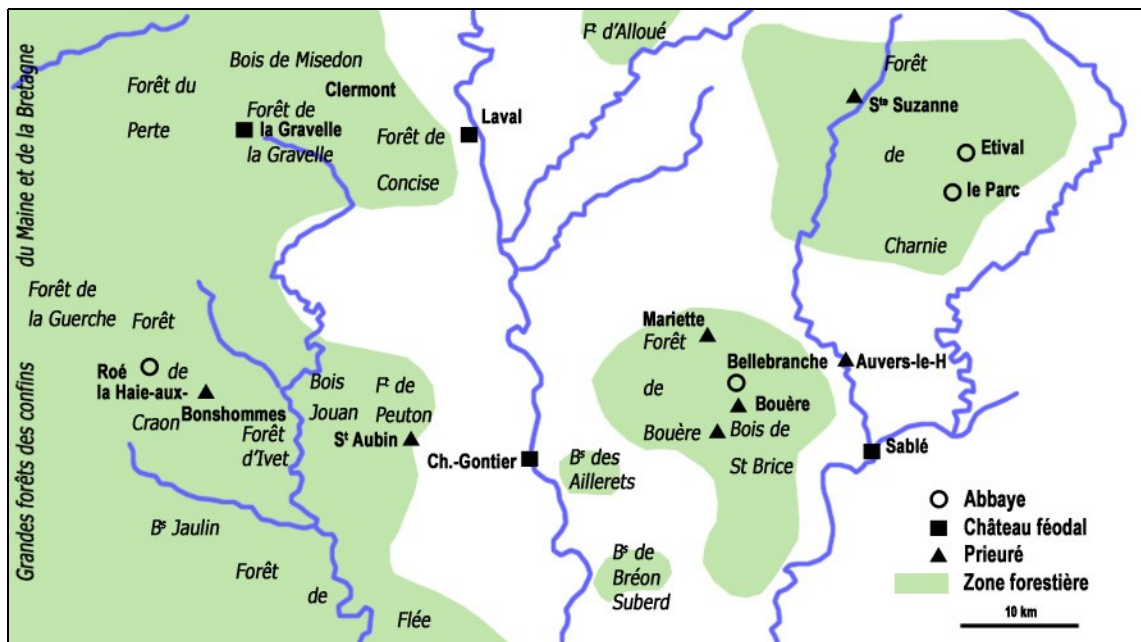 Grandes forêts des confins du Maine et de la Bretagne
Fᵗ d'Alloué
Bois de Misedon
Clermont
Forêt du
Perte
Forêt de
la Gravelle
la Gravelle
Forêt de
Concise
Laval
Forêt
Sᵗᵉ Suzanne
de
Etival
le Parc
Charnie
Forêt de
la Guerche
Forêt
Roé
de
la Haie-aux-
Bonshommes
Craon
Forêt
d'Ivet
Bois
Jouan
Fᵗ de
Peuton
Sᵗ Aubin
Ch.-Gontier
Bˢ des
Aillerets
Mariette
Forêt
Bellebranche
de
Bouère
Bouère
Bois de
St Brice
Auvers-le-H
Sablé
Bˢ Jaulin
Forêt
de
Flée
Bˢ de
Bréon
Suberd
Abbaye
Château féodal
Prieuré
Zone forestière
10 km